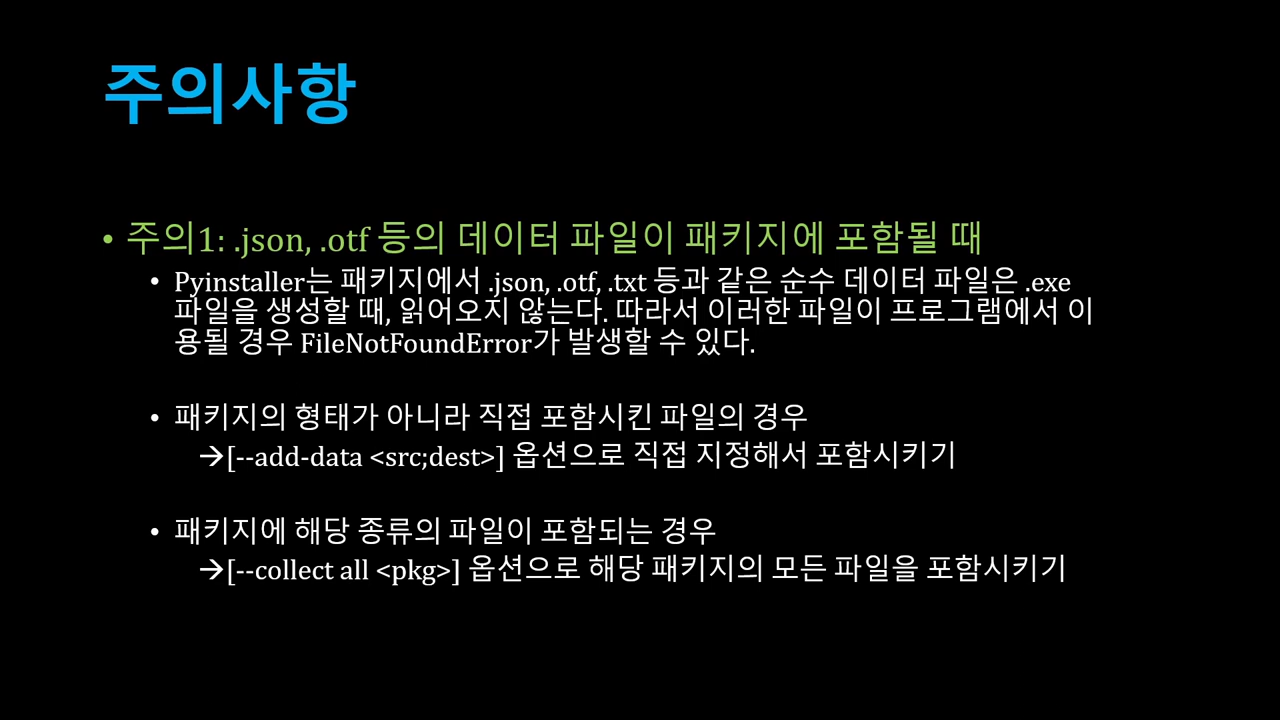 주의사항
• 주의1: .json, .otf 등의 데이터 파일이 패키지에 포함될 때
• Pyinstaller는 패키지에서 .json, .otf, .txt 등과 같은 순수 데이터 파일은 .exe
파일을 생성할 때, 읽어오지 않는다. 따라서 이러한 파일이 프로그램에서 이
용될 경우 FileNotFoundError가 발생할 수 있다.
• 패키지의 형태가 아니라 직접 포함시킨 파일의 경우
→[--add-data <src;dest>] 옵션으로 직접 지정해서 포함시키기
• 패키지에 해당 종류의 파일이 포함되는 경우
→[--collect all <pkg>] 옵션으로 해당 패키지의 모든 파일을 포함시키기